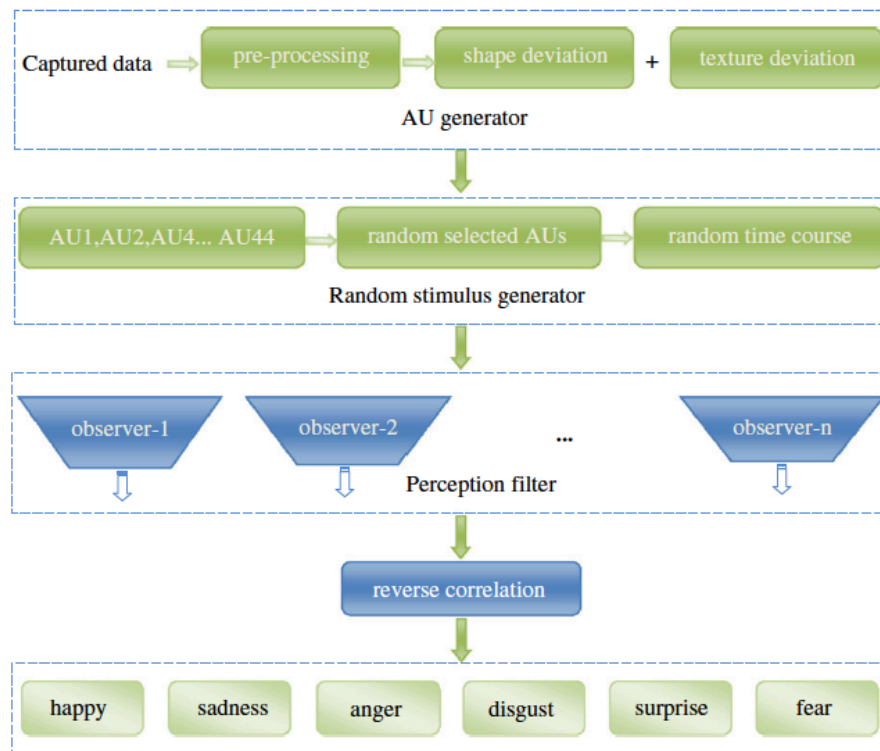 Captured data
pre-processing
shape deviation
+
texture deviation
AU generator
AU1,AU2,AU4... AU44
random selected AUs
random time course
Random stimulus generator
observer-1
observer-2
...
observer-n
Perception filter
reverse correlation
happy
sadness
anger
disgust
surprise
fear